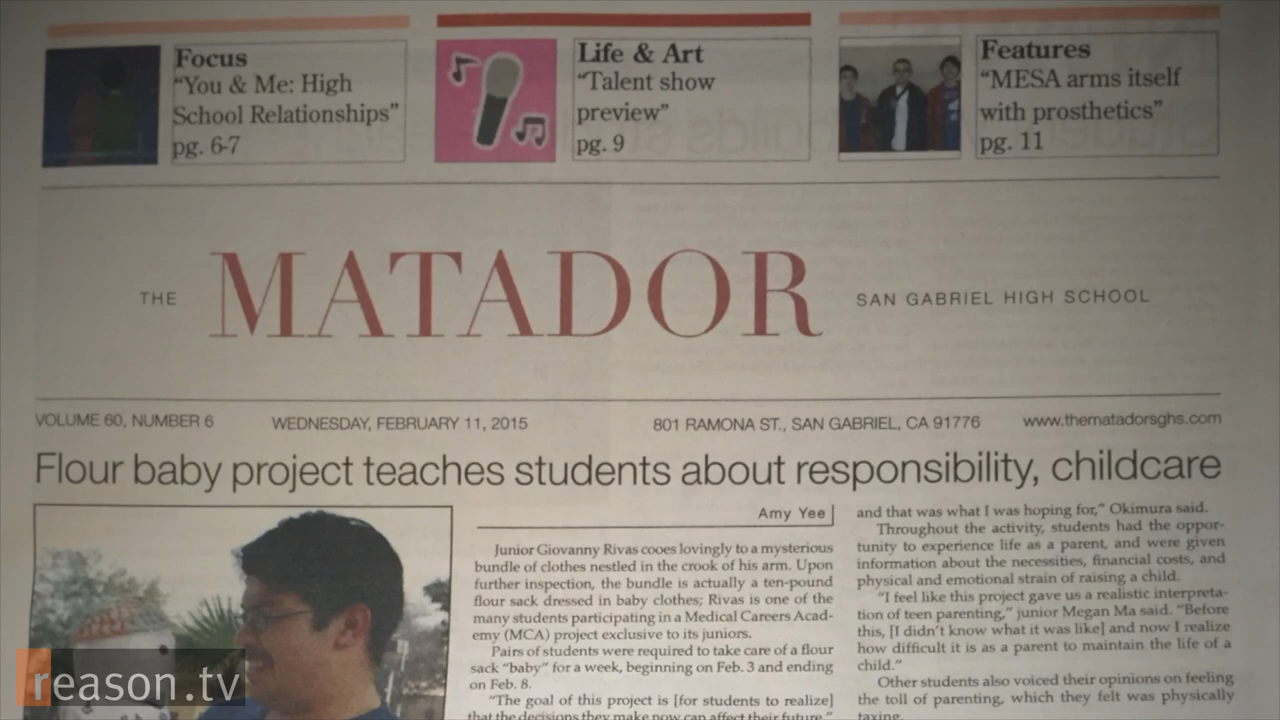 Focus
“You & Me: High
School Relationships”
pg. 6-7
Life & Art
“Talent show
preview”
pg. 9
Features
“MESA arms itself
with prosthetics”
pg. 11
THE MATADOR SAN GABRIEL HIGH SCHOOL
VOLUME 60, NUMBER 6 WEDNESDAY, FEBRUARY 11, 2015 801 RAMONA ST., SAN GABRIEL, CA 91776 www.thematadorsghs.com
Flour baby project teaches students about responsibility, childcare
Amy Yee
Junior Giovanny Rivas cooes lovingly to a mysterious
bundle of clothes nestled in the crook of his arm. Upon
further inspection, the bundle is actually a ten-pound
flour sack dressed in baby clothes; Rivas is one of the
many students participating in a Medical Careers Acad-
emy (MCA) project exclusive to its juniors.
Pairs of students were required to take care of a flour
sack “baby” for a week, beginning on Feb. 3 and ending
on Feb. 8.
“The goal of this project is [for students to realize]
that the decisions they make now can affect their future,”
and that was what I was hoping for,” Okimura said.
Throughout the activity, students had the oppor-
tunity to experience life as a parent, and were given
information about the necessities, financial costs, and
physical and emotional strain of raising a child.
“I feel like this project gave us a realistic interpreta-
tion of teen parenting,” junior Megan Ma said. “Before
this, [I didn’t know what it was like] and now I realize
how difficult it is as a parent to maintain the life of a
child.”
Other students also voiced their opinions on feeling
the toll of parenting, which they felt was physically
taxing.
reason.tv